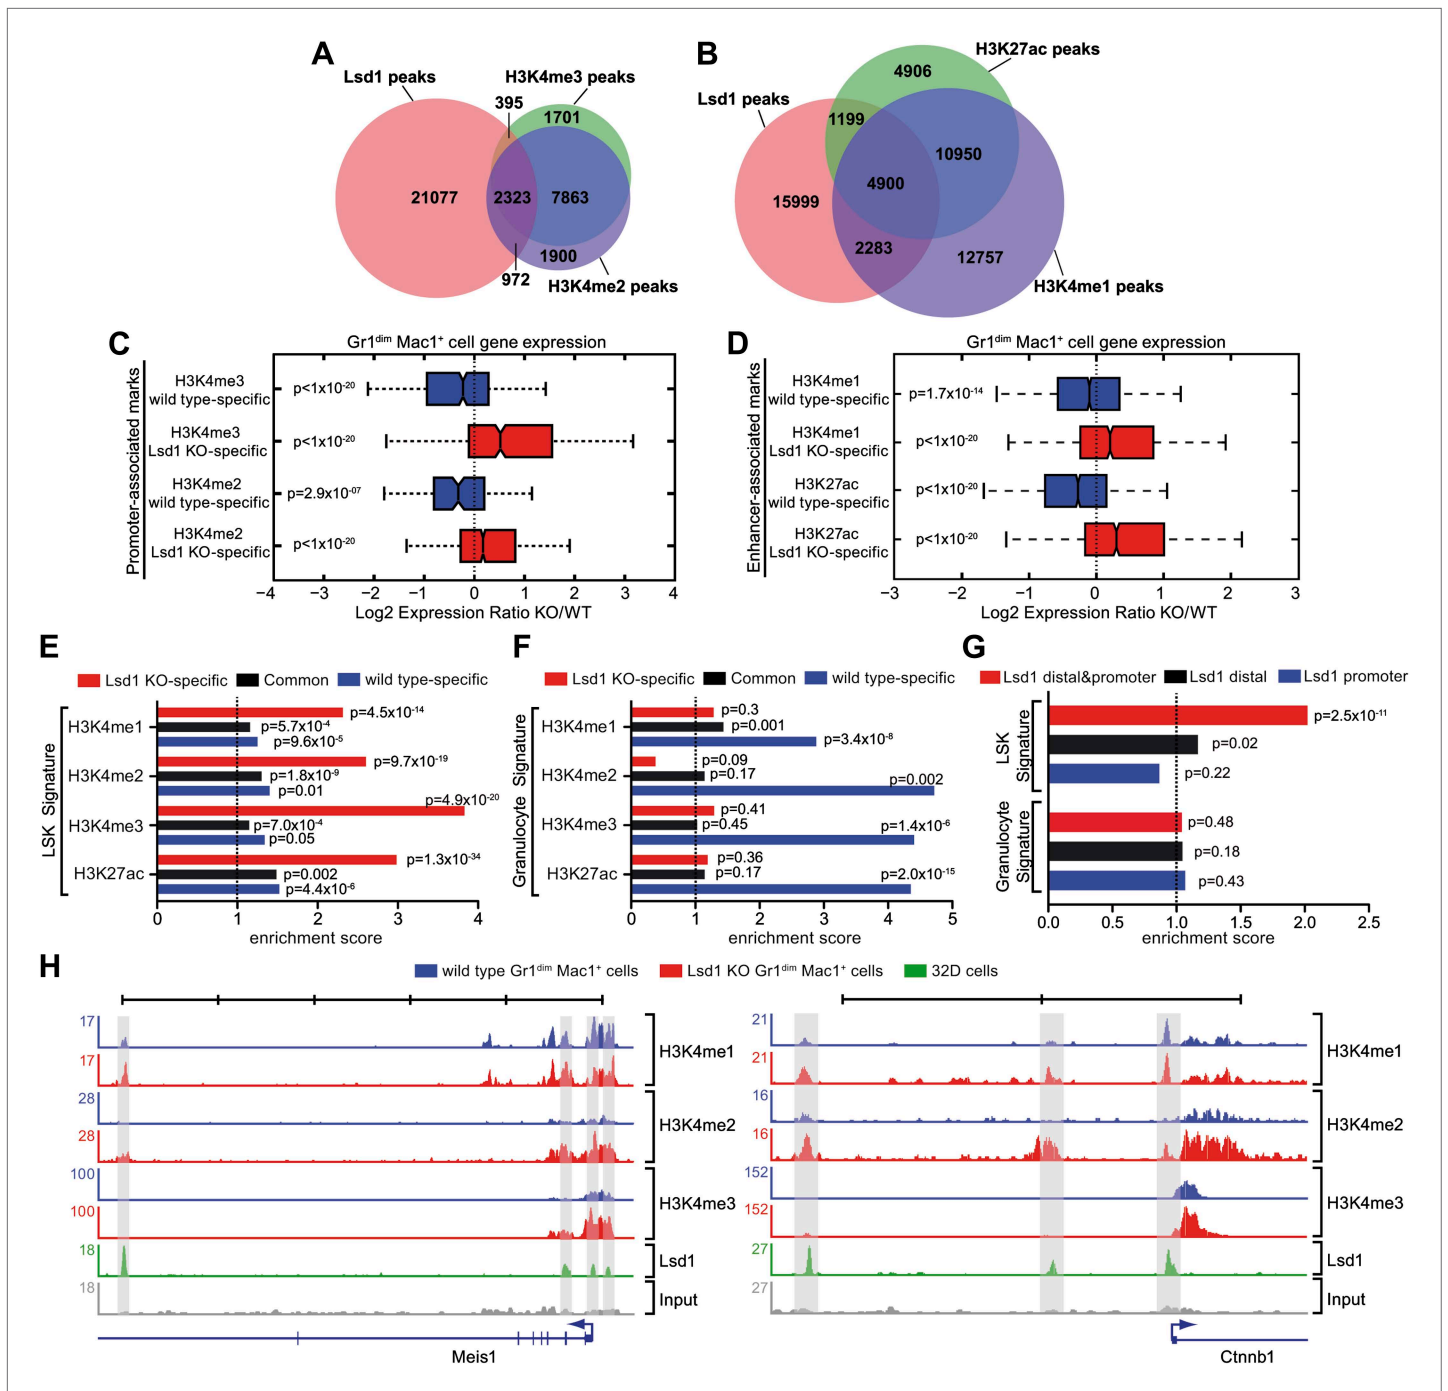 A
B
Lsd1 peaks
H3K4me3 peaks
395
1701
21077
2323
7863
1900
972
H3K4me2 peaks
H3K27ac peaks
4906
Lsd1 peaks
1199
10950
4900
15999
2283
12757
H3K4me1 peaks
C
Gr1dim Mac1+ cell gene expression
Promoter-associated marks
H3K4me3
wild type-specific
p<1x10-20
H3K4me3
Lsd1 KO-specific
p<1x10-20
H3K4me2
wild type-specific
p=2.9x10-07
H3K4me2
Lsd1 KO-specific
p<1x10-20
−4 −3 −2 −1 0 1 2 3 4
Log2 Expression Ratio KO/WT
D
Gr1dim Mac1+ cell gene expression
Enhancer-associated marks
H3K4me1
wild type-specific
p=1.7x10-14
H3K4me1
Lsd1 KO-specific
p<1x10-20
H3K27ac
wild type-specific
p<1x10-20
H3K27ac
Lsd1 KO-specific
p<1x10-20
−3 −2 −1 0 1 2 3
Log2 Expression Ratio KO/WT
E
Lsd1 KO-specific Common wild type-specific
LSK Signature
H3K4me1
p=4.5x10-14
p=5.7x10-4
p=9.6x10-5
H3K4me2
p=9.7x10-19
p=1.8x10-9
p=0.01
H3K4me3
p=4.9x10-20
p=7.0x10-4
p=0.05
H3K27ac
p=1.3x10-34
p=0.002
p=4.4x10-6
0 1 2 3 4
enrichment score
F
Lsd1 KO-specific Common wild type-specific
Granulocyte Signature
H3K4me1
p=0.3
p=0.001
p=3.4x10-8
H3K4me2
p=0.09
p=0.17
p=0.002
H3K4me3
p=0.41
p=0.45
p=1.4x10-6
H3K27ac
p=0.36
p=0.17
p=2.0x10-15
0 1 2 3 4 5
enrichment score
G
Lsd1 distal&promoter Lsd1 distal Lsd1 promoter
LSK
Signature
p=2.5x10-11
p=0.02
p=0.22
Granulocyte
Signature
p=0.48
p=0.18
p=0.43
0.0 0.5 1.0 1.5 2.0 2.5
enrichment score
H
wild type Gr1dim Mac1+ cells Lsd1 KO Gr1dim Mac1+ cells 32D cells
17
17
H3K4me1
28
28
H3K4me2
100
100
H3K4me3
18
Lsd1
18
Input
Meis1
21
21
H3K4me1
16
16
H3K4me2
152
152
H3K4me3
27
Lsd1
27
Input
Ctnnb1